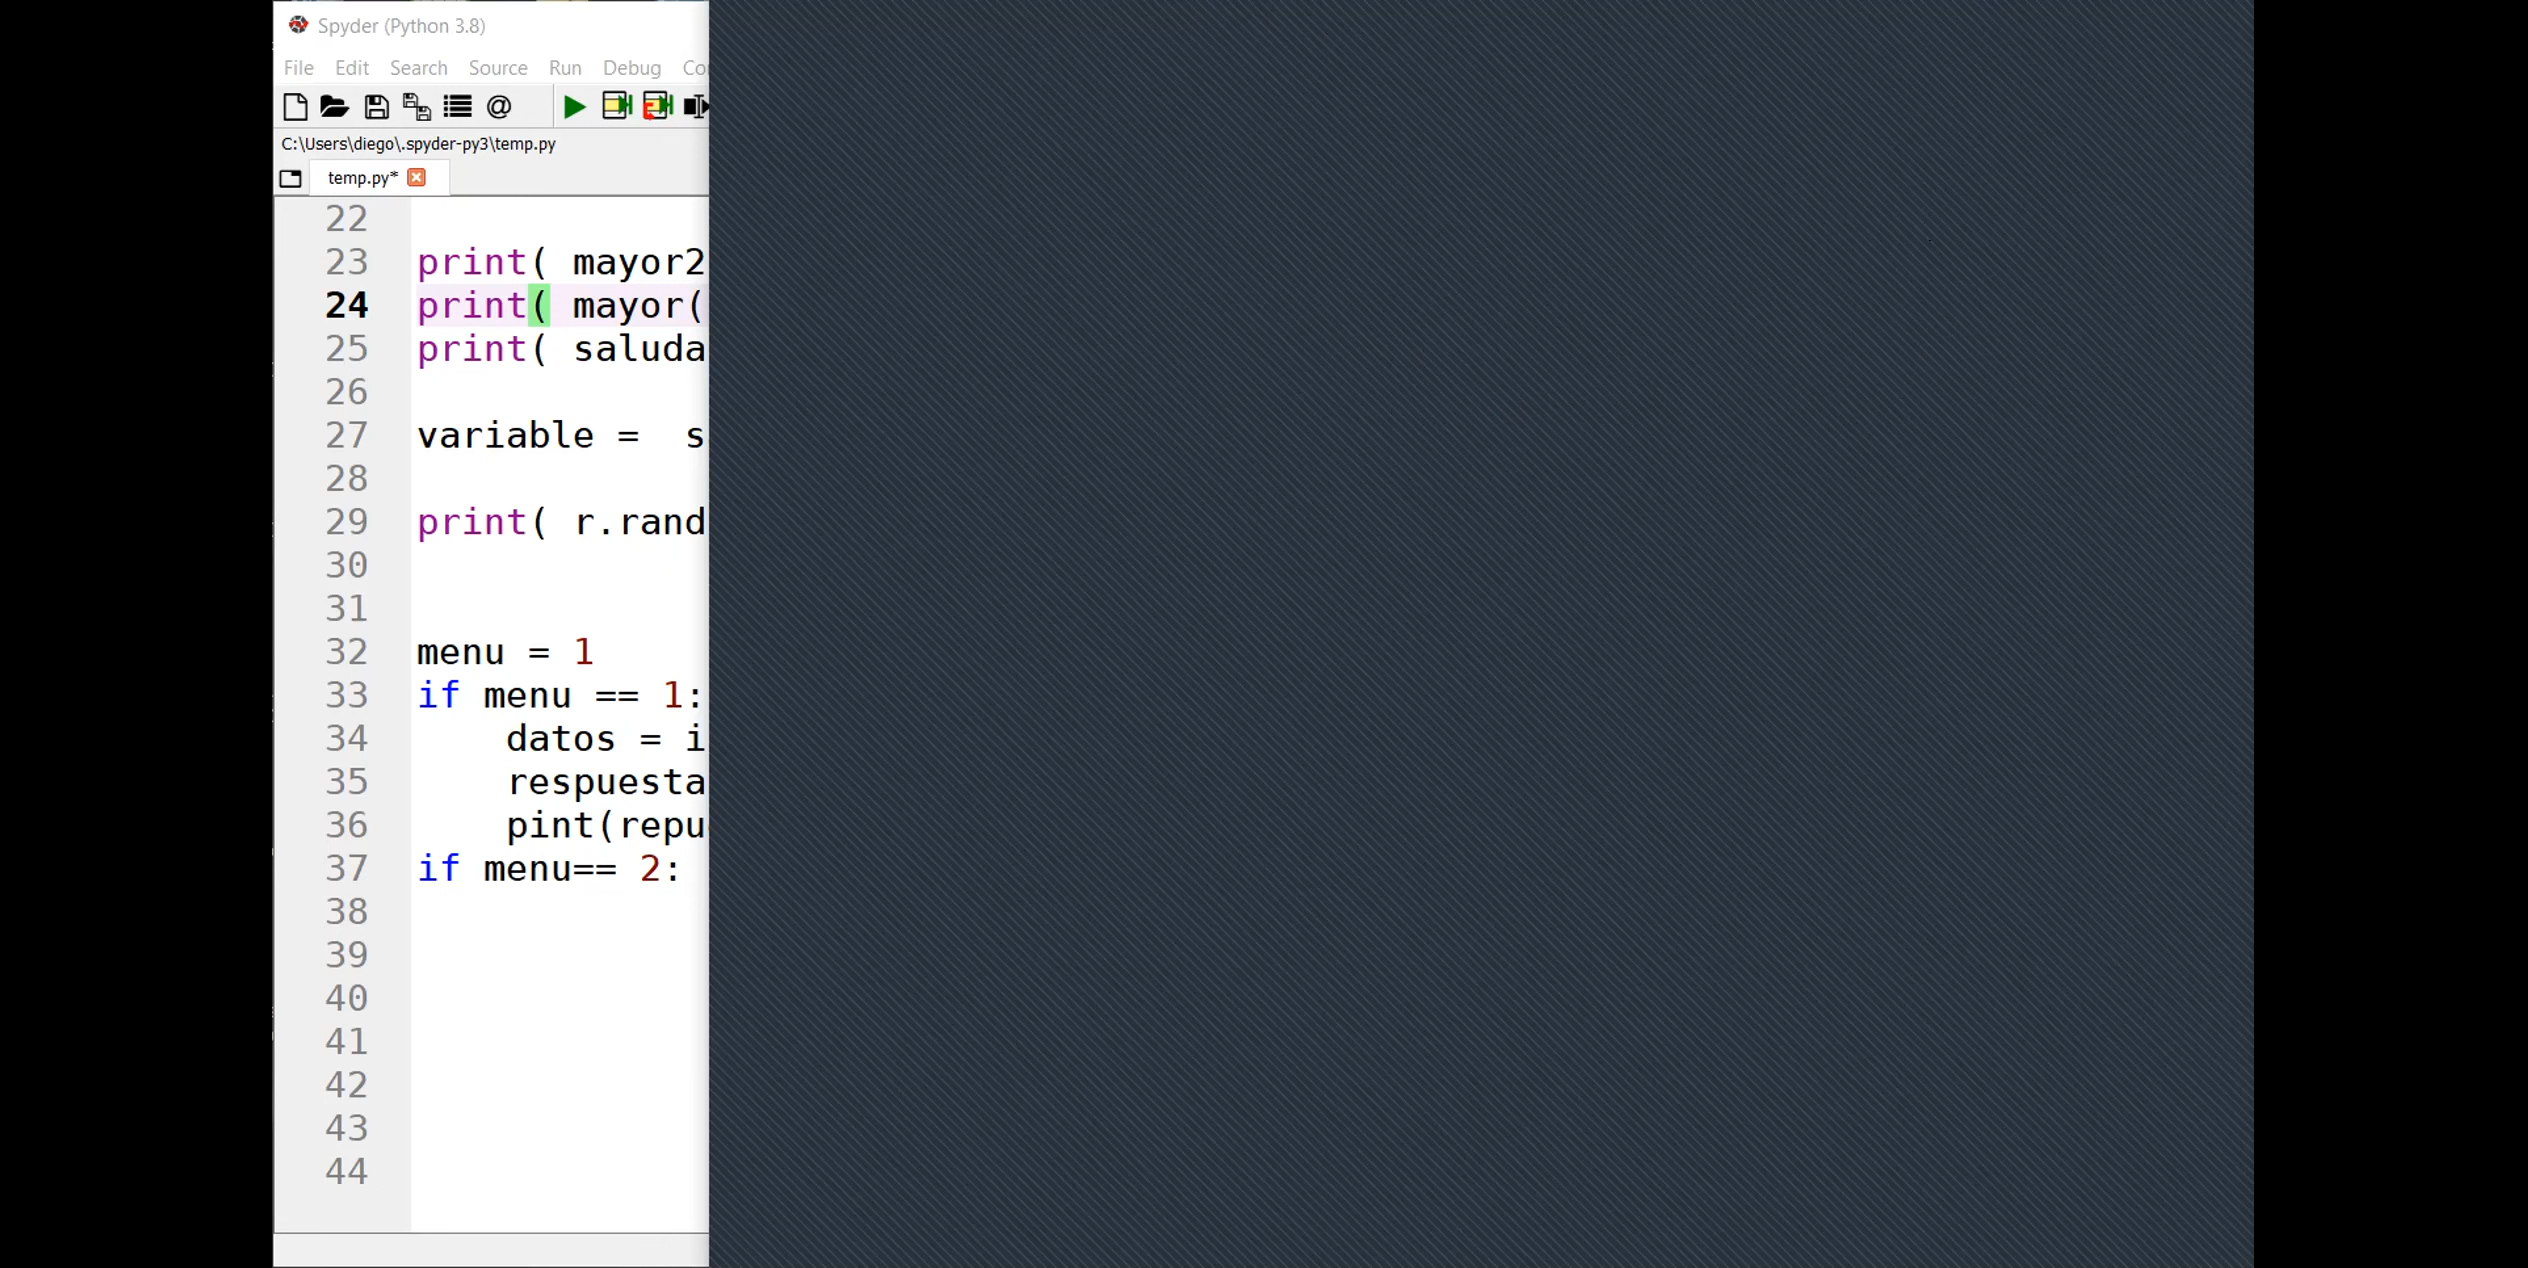 Spyder (Python 3.8)
File Edit Search Source Run Debug
C:\Users\diego\.spyder-py3\temp.py
temp.py*
22
23 print( mayor2
24 print( mayor(
25 print( saluda
26
27 variable =  s
28
29 print( r.rand
30
31
32 menu = 1
33 if menu == 1:
34     datos = i
35     respuesta
36     pint(repu
37 if menu== 2:
38
39
40
41
42
43
44